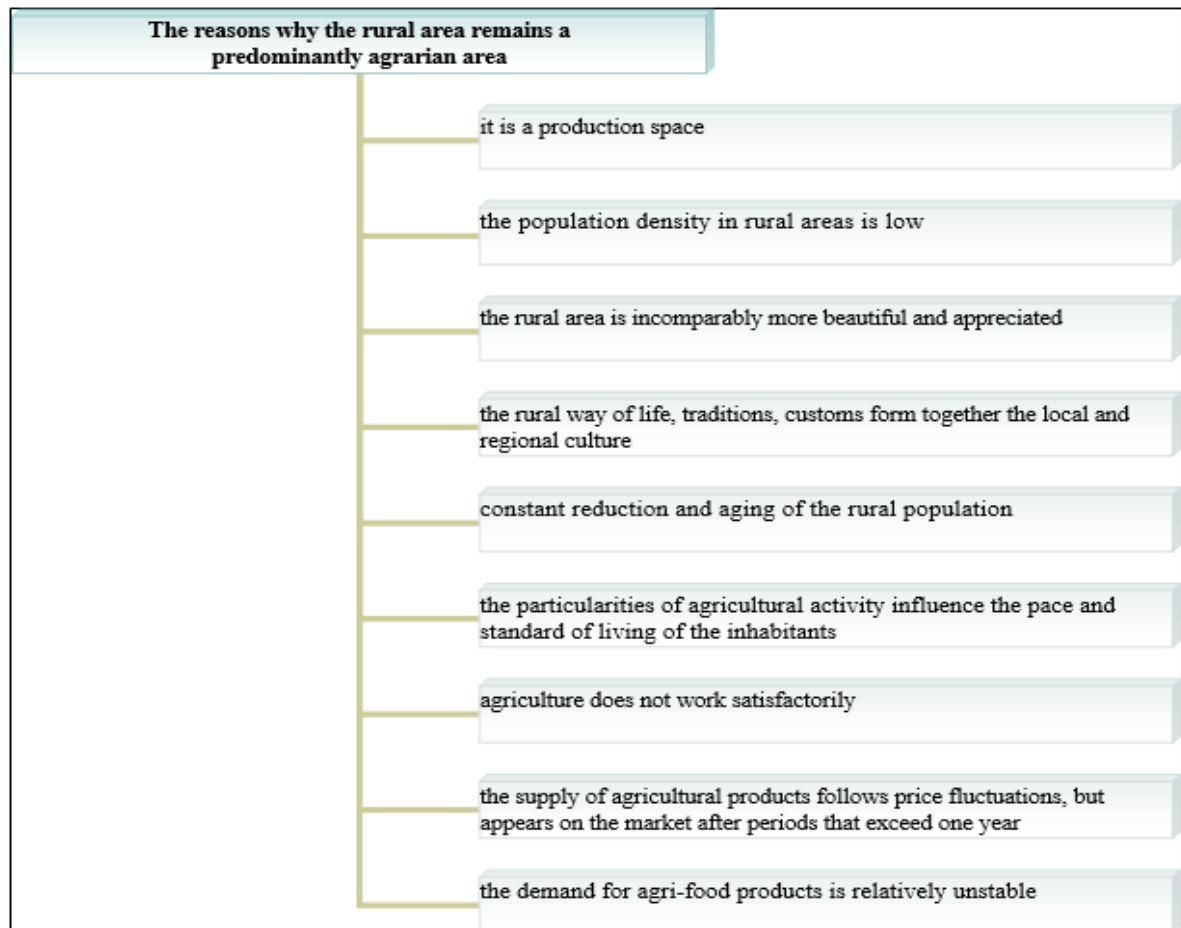 The reasons why the rural area remains a
predominantly agrarian area
it is a production space
the population density in rural areas is low
the rural area is incomparably more beautiful and appreciated
the rural way of life, traditions, customs form together the local and
regional culture
constant reduction and aging of the rural population
the particularities of agricultural activity influence the pace and
standard of living of the inhabitants
agriculture does not work satisfactorily
the supply of agricultural products follows price fluctuations, but
appears on the market after periods that exceed one year
the demand for agri-food products is relatively unstable